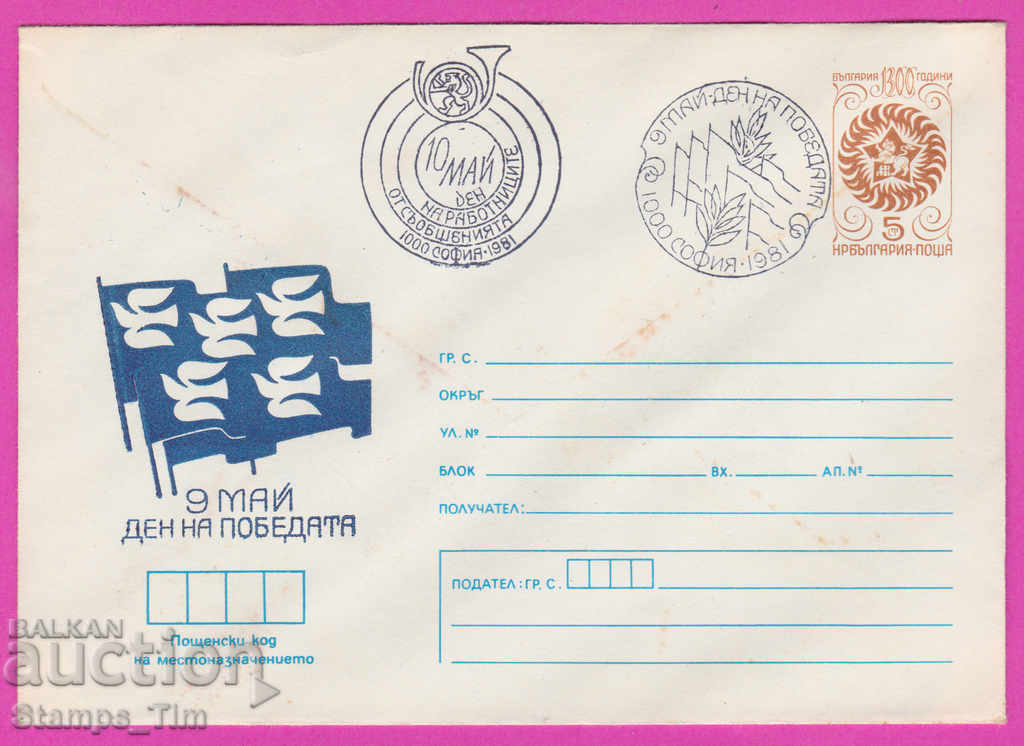 10 МАЙ
ДЕН
НА РАБОТНИЦИТЕ
ОТ СЪОБЩЕНИЯТА
1000 СОФИЯ·1981
9 МАЙ·ДЕН НА ПОБЕДАТА
1000 СОФИЯ·1981
БЪЛГАРИЯ 1300 ГОДИНИ
5 СТ
НРБЪЛГАРИЯ·ПОЩА
ГР. С.
ОКРЪГ
УЛ. №
БЛОК ВХ. АП. №
ПОЛУЧАТЕЛ:
ПОДАТЕЛ: ГР. С.
9 МАЙ
ДЕН НА ПОБЕДАТА
Пощенски код
на местоназначението
BALKAN
auction
Stamps_Tim